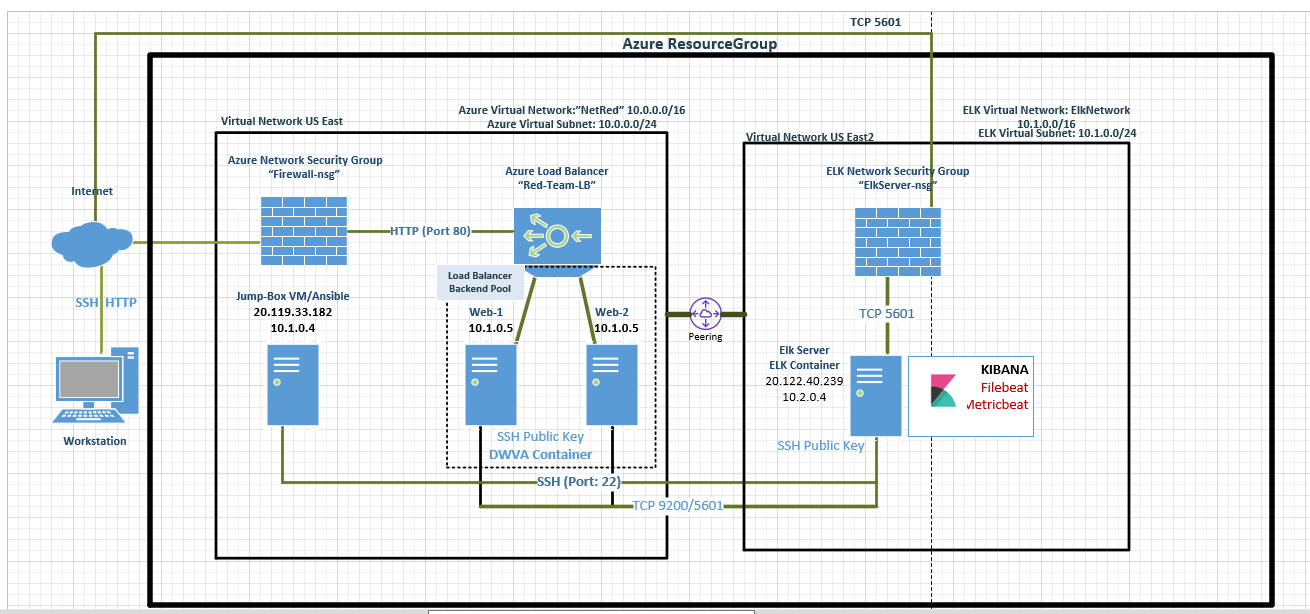 TCP 5601
Azure ResourceGroup
Azure Virtual Network:"NetRed" 10.0.0.0/16
Azure Virtual Subnet: 10.0.0.0/24
Virtual Network US East
ELK Virtual Network: ElkNetwork
10.1.0.0/16
ELK Virtual Subnet: 10.1.0.0/24
Virtual Network US East2
Azure Network Security Group
"Firewall-nsg"
Azure Load Balancer
"Red-Team-LB"
ELK Network Security Group
"ElkServer-nsg"
Internet
HTTP (Port 80)
Load Balancer
Backend Pool
SSH HTTP
Jump-Box VM/Ansible
20.119.33.182
10.1.0.4
Web-1
10.1.0.5
Web-2
10.1.0.5
Peering
TCP 5601
Elk Server
ELK Container
20.122.40.239
10.2.0.4
KIBANA
Filebeat
Metricbeat
Workstation
SSH Public Key
DWVA Container
SSH Public Key
SSH (Port: 22)
TCP 9200/5601